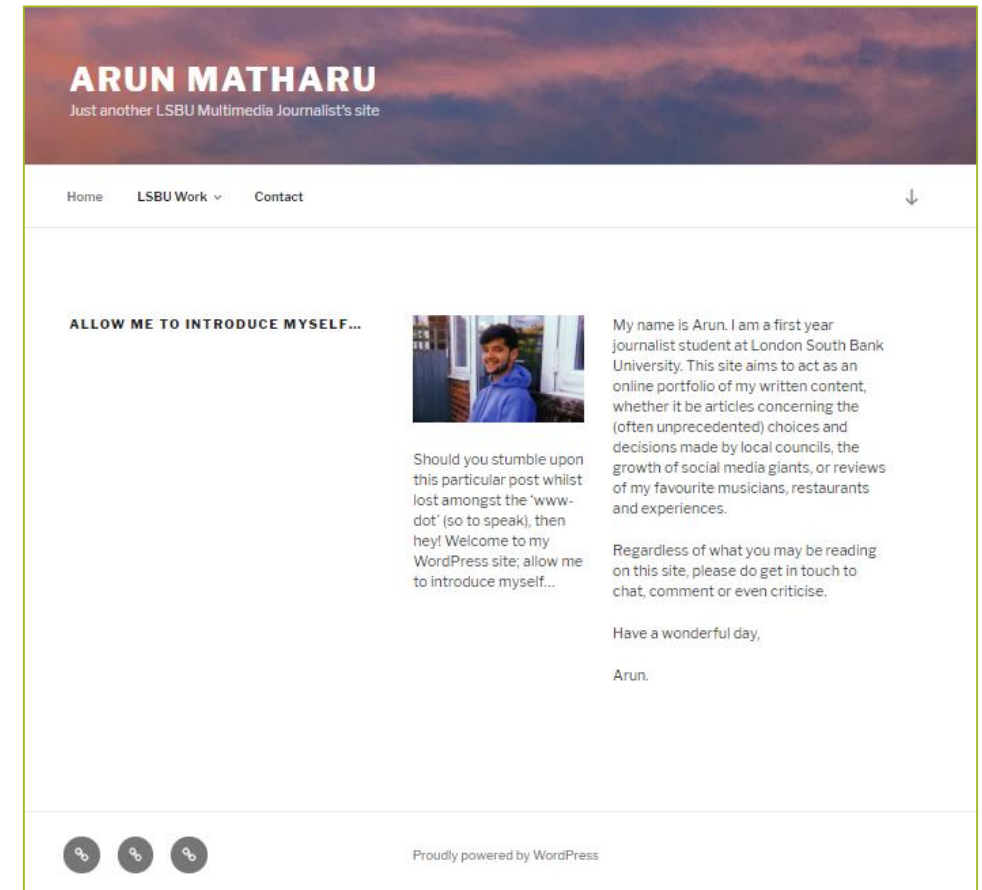 ARUN MATHARU
Just another LSBU Multimedia Journalist's site
Home LSBU Work Contact
ALLOW ME TO INTRODUCE MYSELF...
Should you stumble upon
this particular post whilst
lost amongst the 'www-
dot' (so to speak), then
hey! Welcome to my
WordPress site; allow me
to introduce myself...
My name is Arun. I am a first year
journalist student at London South Bank
University. This site aims to act as an
online portfolio of my written content,
whether it be articles concerning the
(often unprecedented) choices and
decisions made by local councils, the
growth of social media giants, or reviews
of my favourite musicians, restaurants
and experiences.
Regardless of what you may be reading
on this site, please do get in touch to
chat, comment or even criticise.
Have a wonderful day,
Arun.
Proudly powered by WordPress